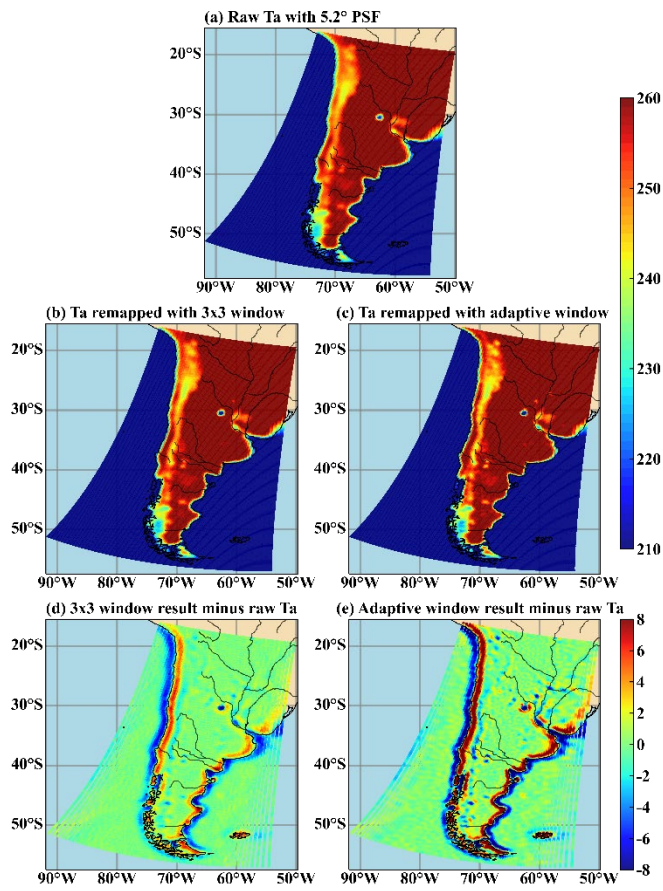 (a) Raw Ta with 5.2° PSF
20°S
30°S
40°S
50°S
90°W 80°W 70°W 60°W 50°W
(b) Ta remapped with 3x3 window
20°S
30°S
40°S
50°S
90°W 80°W 70°W 60°W 50°W
(c) Ta remapped with adaptive window
20°S
30°S
40°S
50°S
90°W 80°W 70°W 60°W 50°W
260
250
240
230
220
210
(d) 3x3 window result minus raw Ta
20°S
30°S
40°S
50°S
90°W 80°W 70°W 60°W 50°W
(e) Adaptive window result minus raw Ta
20°S
30°S
40°S
50°S
90°W 80°W 70°W 60°W 50°W
8
6
4
2
0
-2
-4
-6
-8